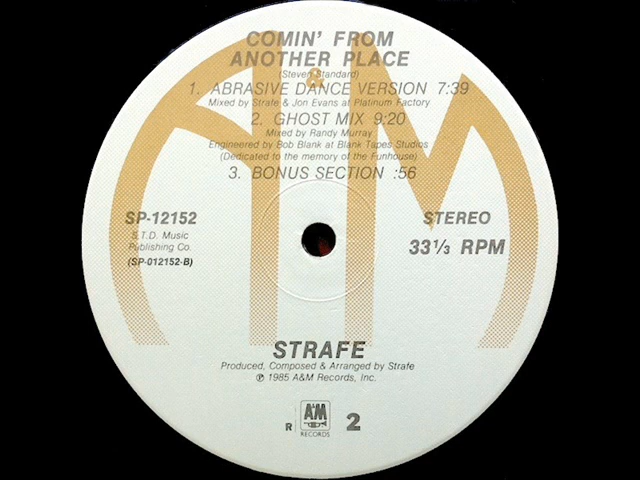 COMIN' FROM
ANOTHER PLACE
(Steven Standard)
&
1. ABRASIVE DANCE VERSION 7:39
Mixed by Strafe & Jon Evans at Platinum Factory
2. GHOST MIX 9:20
Mixed by Randy Murray
Engineered by Bob Blank at Blank Tapes Studios
(Dedicated to the memory of the Funhouse)
3. BONUS SECTION :56
SP-12152
S.T.D. Music
Publishing Co.
(SP-012152-B)
STEREO
33 1/3 RPM
STRAFE
Produced, Composed & Arranged by Strafe
℗ 1985 A&M Records, Inc.
R
A&M
RECORDS
2